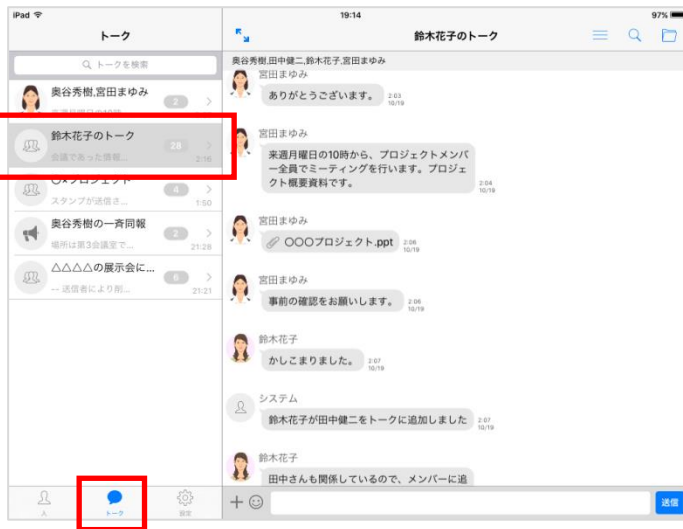 iPad
19:14
97%
トーク
鈴木花子のトーク
トークを検索
奥谷秀樹,田中健二,鈴木花子,宮田まゆみ
奥谷秀樹,宮田まゆみ
2
鈴木花子のトーク
会議であった情報...
28
2:16
スタンプが送信さ...
4
1:50
奥谷秀樹の一斉同報
場所は第3会議室で...
2
21:28
△△△△の展示会に...
-- 送信者により削...
6
21:21
人
トーク
設定
宮田まゆみ
ありがとうございます。
2:03
10/19
宮田まゆみ
来週月曜日の10時から、プロジェクトメンバ
ー全員でミーティングを行います。プロジェ
クト概要資料です。
2:04
10/19
宮田まゆみ
〇〇〇プロジェクト.ppt
2:06
10/19
宮田まゆみ
事前の確認をお願いします。
2:06
10/19
鈴木花子
かしこまりました。
2:07
10/19
システム
鈴木花子が田中健二をトークに追加しました
2:07
10/19
鈴木花子
田中さんも関係しているので、メンバーに追
送信